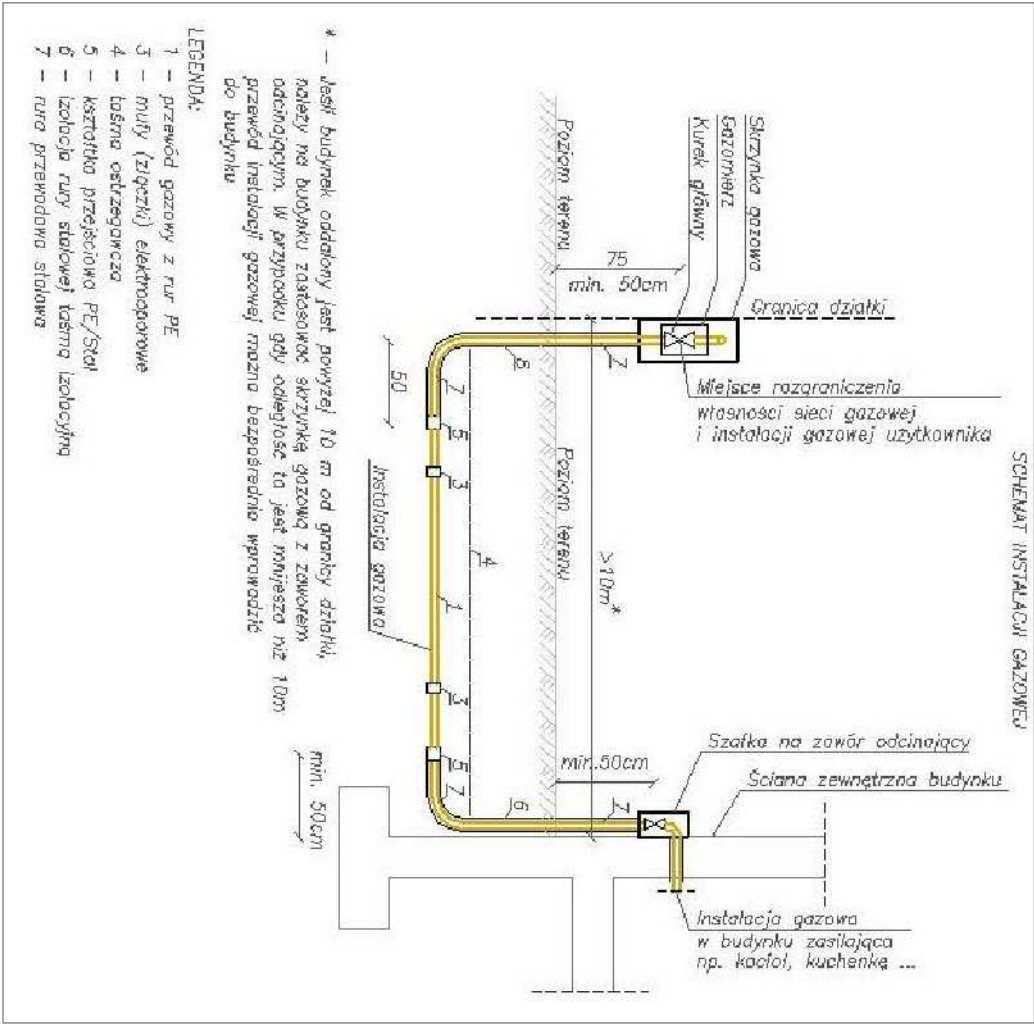 SCHEMAT INSTALACJI GAZOWEJ
Skrzynka gazowa
Gazomierz
Kurek główny
Granica działki
75
min. 50cm
Poziom terenu
Miejsce rozgraniczenia
własności sieci gazowej
i instalacji gazowej użytkownika
7
6
7
50
5
3
Poziom terenu
>10m*
4
1
Instalacja gazowa
3
5
7
6
7
min.50cm
min. 50cm
Szafka na zawór odcinający
Ściana zewnętrzna budynku
Instalacja gazowa
w budynku zasilająca
np. kocioł, kuchenkę ...
* - Jeśli budynek oddalony jest powyżej 10 m od granicy działki,
należy na budynku zastosować skrzynkę gazową z zaworem
odcinającym. W przypadku gdy odległość ta jest mniejsza niż 10m
przewód instalacji gazowej można bezpośrednio wprowadzić
do budynku
LEGENDA:
1 - przewód gazowy z rur PE
3 - mufy (złączki) elektrooporowe
4 - taśma ostrzegawcza
5 - kształtka przejściowa PE/Stal
6 - izolacja rury stalowej taśmą izolacyjną
7 - rura przewodowa stalowa